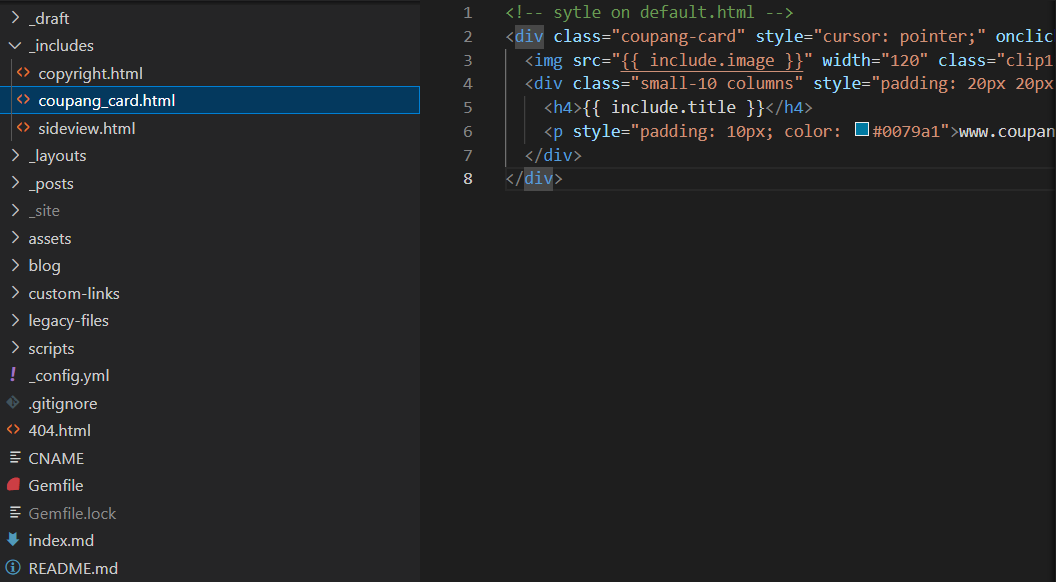 _draft
_includes
copyright.html
coupang_card.html
sideview.html
_layouts
_posts
_site
assets
blog
custom-links
legacy-files
scripts
_config.yml
.gitignore
404.html
CNAME
Gemfile
Gemfile.lock
index.md
README.md
1 <!-- sytle on default.html -->
2 <div class="coupang-card" style="cursor: pointer;" onclic
3 <img src="{{ include.image }}" width="120" class="clip1
4 <div class="small-10 columns" style="padding: 20px 20px
5 <h4>{{ include.title }}</h4>
6 <p style="padding: 10px; color: #0079a1">www.coupan
7 </div>
8 </div>